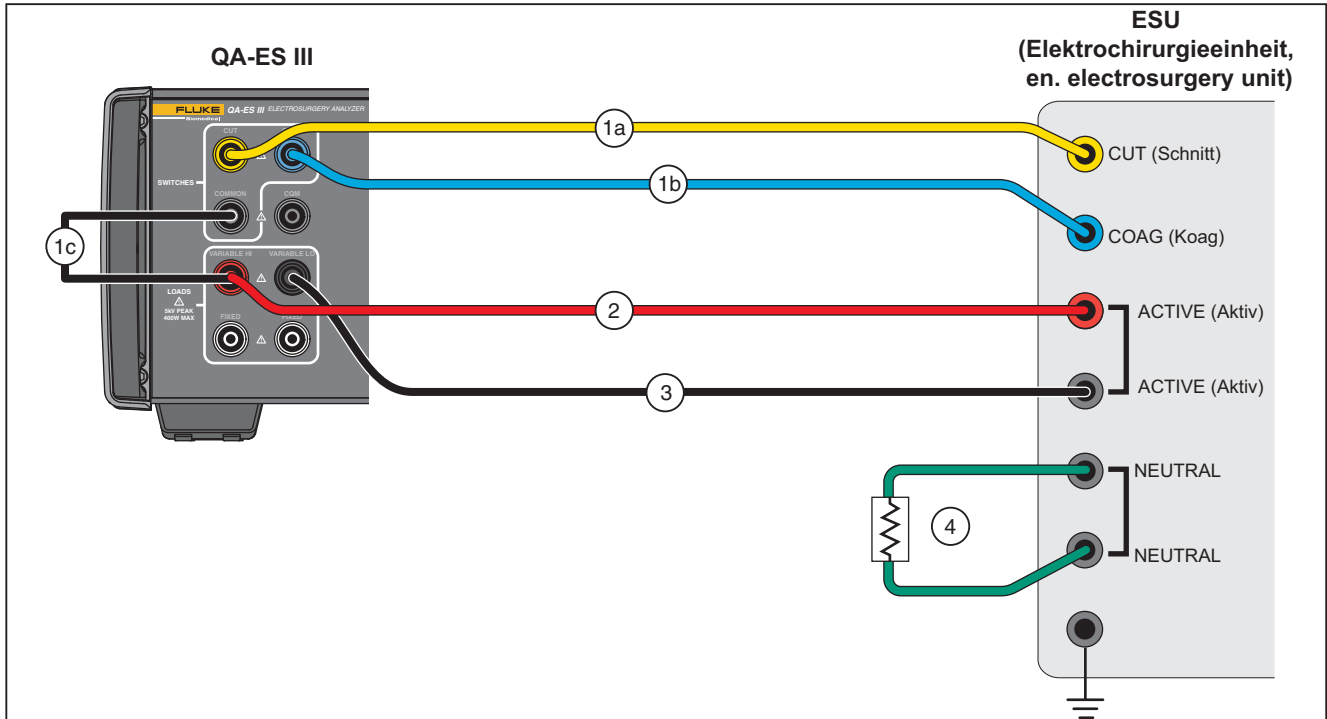 ESU
(Elektrochirurgieeinheit,
en. electrosurgery unit)
QA-ES III
FLUKE QA-ES III ELECTROSURGERY ANALYZER
Biomedical
CUT
SWITCHES
COMMON
CQM
VARIABLE HI
VARIABLE LO
LOADS
5kV PEAK
400W MAX
FIXED
FIXED
1a
1b
1c
2
3
4
CUT (Schnitt)
COAG (Koag)
ACTIVE (Aktiv)
ACTIVE (Aktiv)
NEUTRAL
NEUTRAL